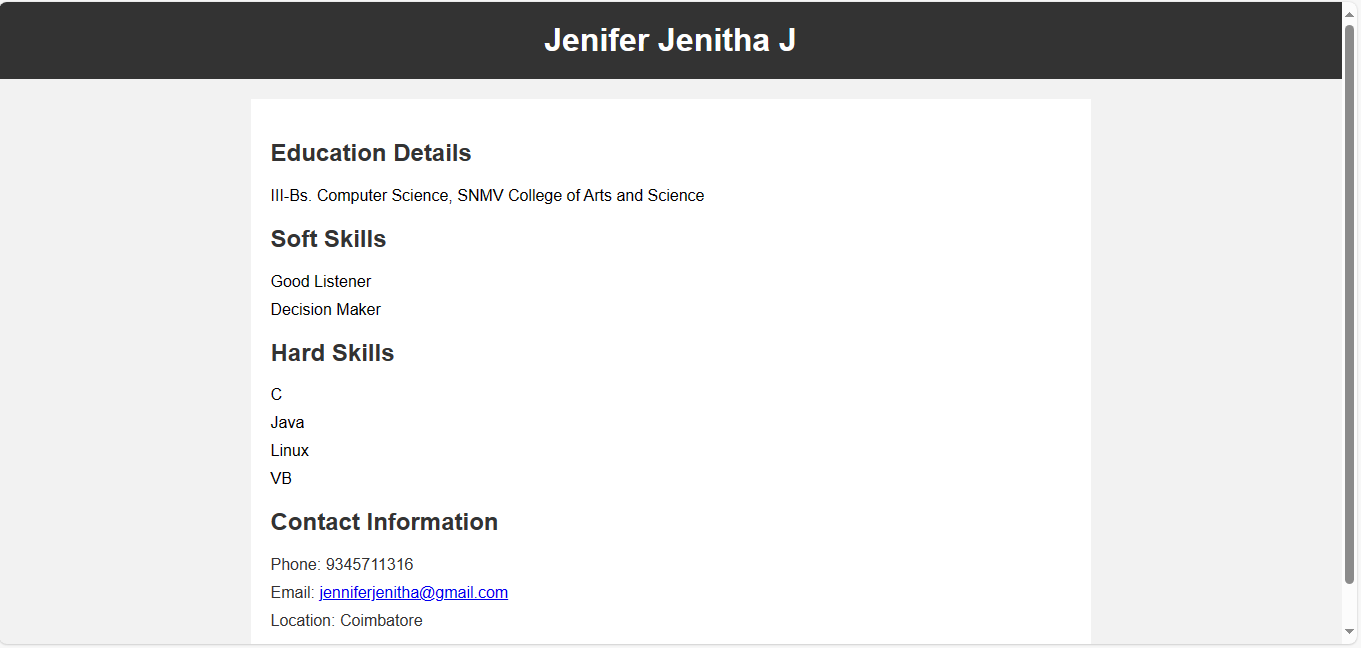 Jenifer Jenitha J
Education Details
III-Bs. Computer Science, SNMV College of Arts and Science
Soft Skills
Good Listener
Decision Maker
Hard Skills
C
Java
Linux
VB
Contact Information
Phone: 9345711316
Email: jenniferjenitha@gmail.com
Location: Coimbatore